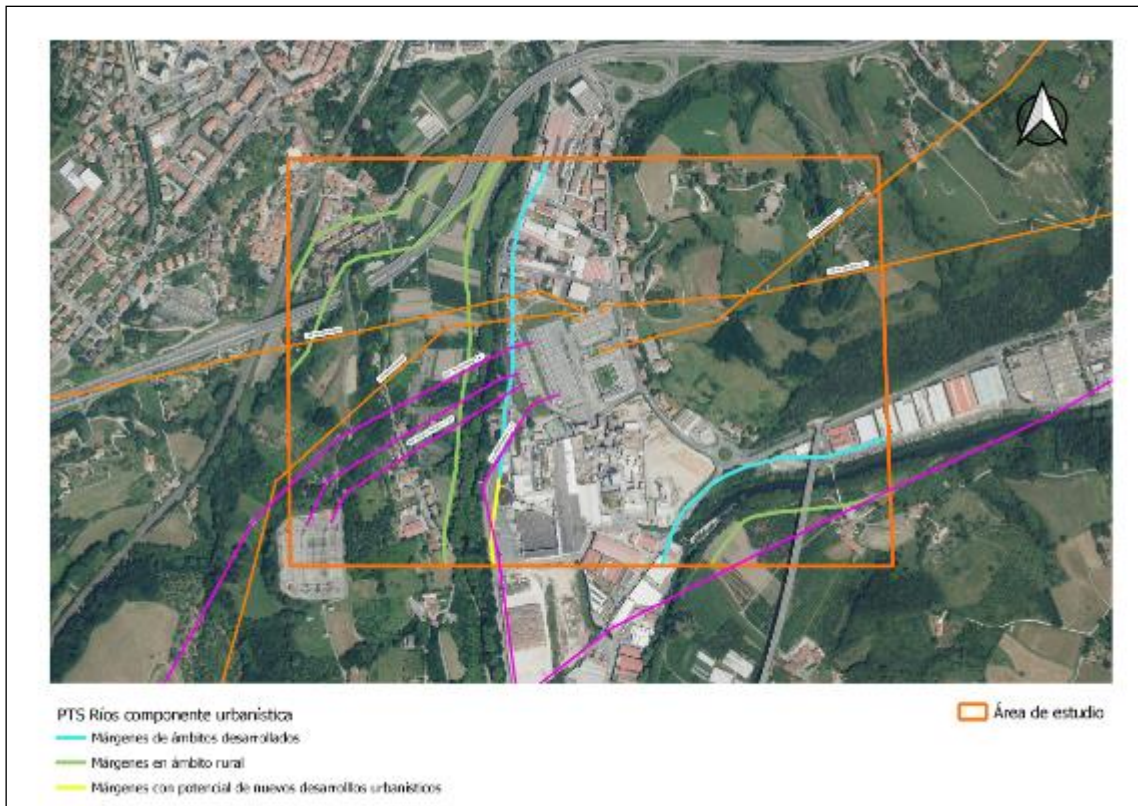 PTS Ríos componente urbanística
Márgenes de ámbitos desarrollados
Márgenes en ámbito rural
Márgenes con potencial de nuevos desarrolllos urbanísticos
Área de estudio